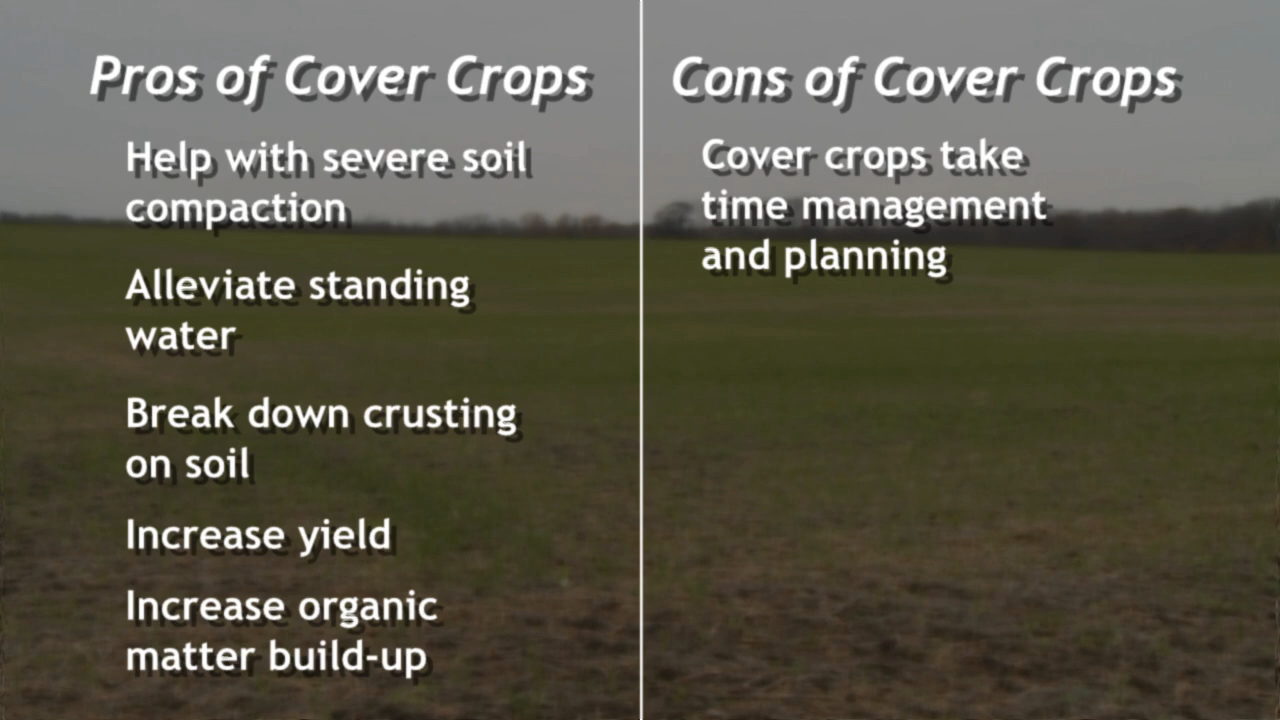 Pros of Cover Crops
Help with severe soil
compaction
Alleviate standing
water
Break down crusting
on soil
Increase yield
Increase organic
matter build-up
Cons of Cover Crops
Cover crops take
time management
and planning